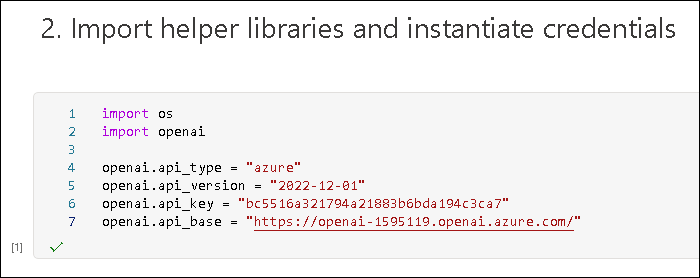 2. Import helper libraries and instantiate credentials
1 import os
2 import openai
3
4 openai.api_type = "azure"
5 openai.api_version = "2022-12-01"
6 openai.api_key = "bc5516a321794a21883b6bda194c3ca7"
7 openai.api_base = "https://openai-1595119.openai.azure.com/"
[1]